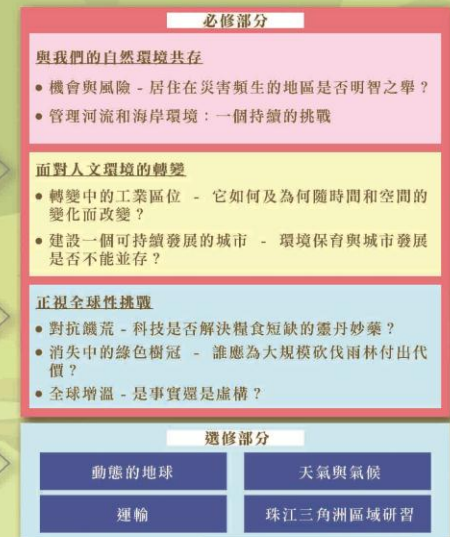 必修部分
與我們的自然環境共存
• 機會與風險 - 居住在災害頻生的地區是否明智之舉？
• 管理河流和海岸環境：一個持續的挑戰
面對人文環境的轉變
• 轉變中的工業區位 - 它如何及為何隨時間和空間的
變化而改變？
• 建設一個可持續發展的城市 - 環境保育與城市發展
是否不能並存？
正視全球性挑戰
• 對抗饑荒 - 科技是否解決糧食短缺的靈丹妙藥？
• 消失中的綠色樹冠 - 誰應為大規模砍伐雨林付出代
價？
• 全球增溫 - 是事實還是虛構？
選修部分
動態的地球
天氣與氣候
運輸
珠江三角洲區域研習